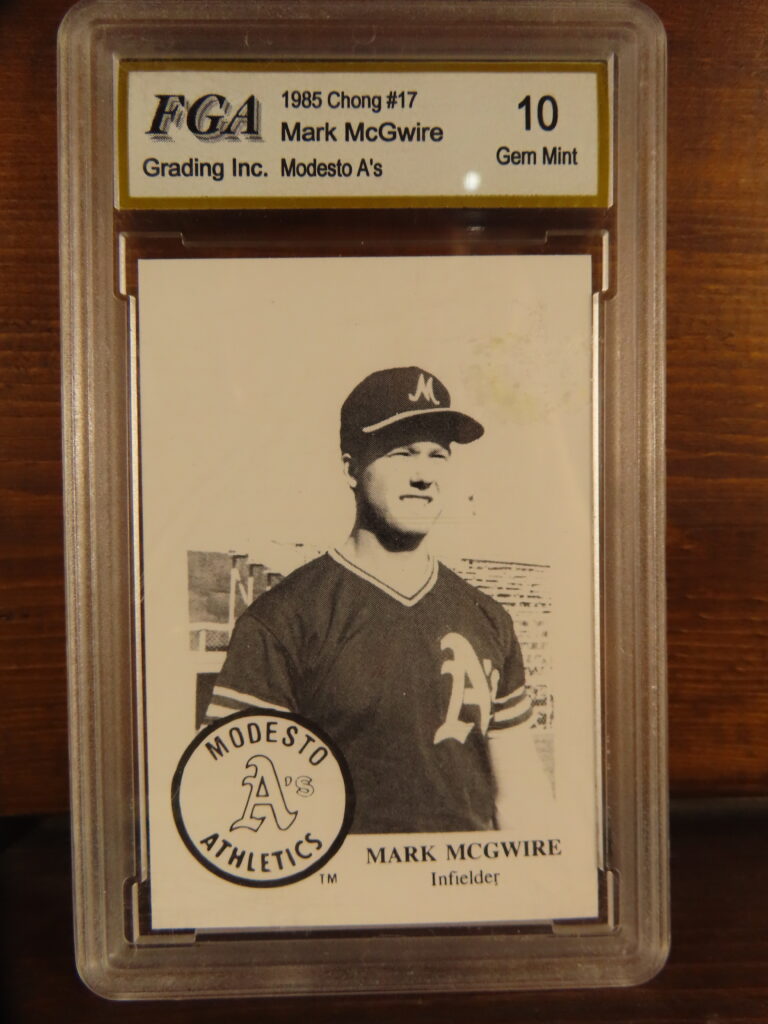 FGA
Grading Inc.
1985 Chong #17
Mark McGwire
Modesto A's
10
Gem Mint
M
A's
MODESTO
A's
ATHLETICS
TM
MARK MCGWIRE
Infielder